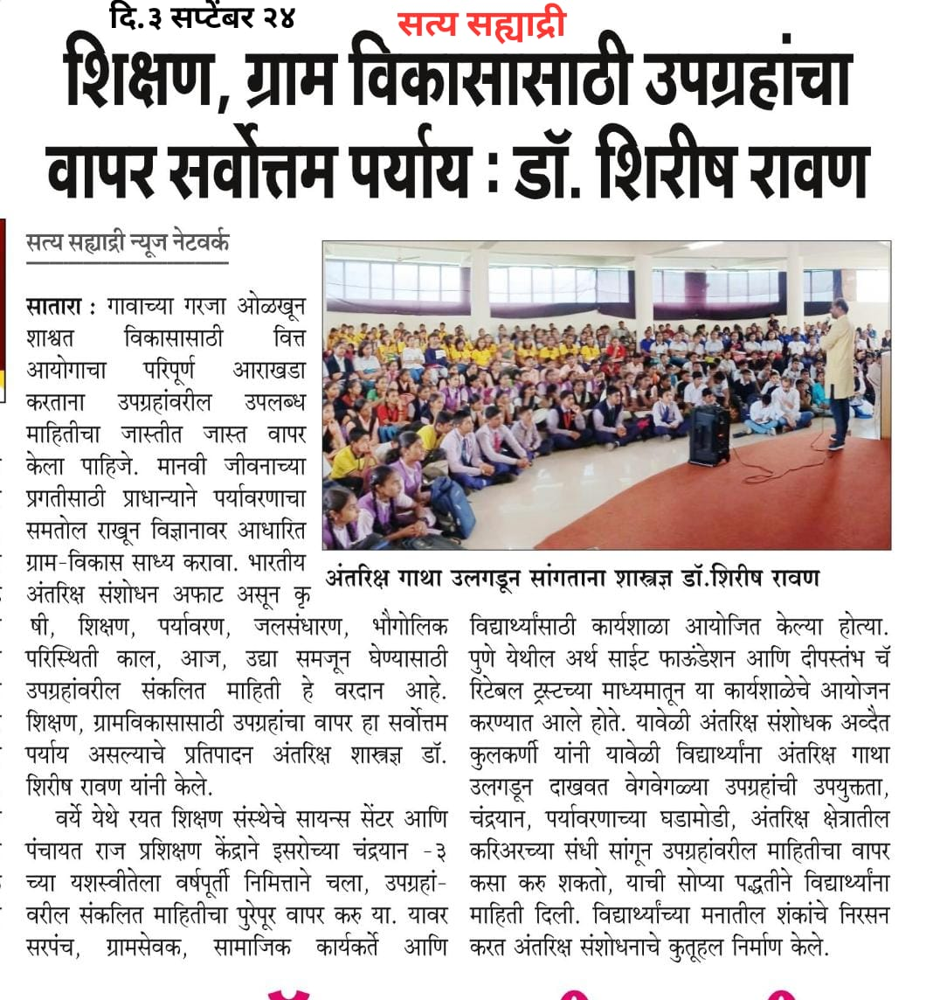 दि.३ सप्टेंबर २४
सत्य सह्याद्री
शिक्षण, ग्राम विकासासाठी उपग्रहांचा
वापर सर्वोत्तम पर्याय : डॉ. शिरीष रावण
सत्य सह्याद्री न्यूज नेटवर्क
सातारा : गावाच्या गरजा ओळखून
शाश्वत विकासासाठी वित्त
आयोगाचा परिपूर्ण आराखडा
करताना उपग्रहांवरील उपलब्ध
माहितीचा जास्तीत जास्त वापर
केला पाहिजे. मानवी जीवनाच्या
प्रगतीसाठी प्राधान्याने पर्यावरणाचा
समतोल राखून विज्ञानावर आधारित
ग्राम-विकास साध्य करावा. भारतीय
अंतरिक्ष संशोधन अफाट असून कृ
षी, शिक्षण, पर्यावरण, जलसंधारण, भौगोलिक
परिस्थिती काल, आज, उद्या समजून घेण्यासाठी
उपग्रहांवरील संकलित माहिती हे वरदान आहे.
शिक्षण, ग्रामविकासासाठी उपग्रहांचा वापर हा सर्वोत्तम
पर्याय असल्याचे प्रतिपादन अंतरिक्ष शास्त्रज्ञ डॉ.
शिरीष रावण यांनी केले.
वर्ये येथे रयत शिक्षण संस्थेचे सायन्स सेंटर आणि
पंचायत राज प्रशिक्षण केंद्राने इसरोच्या चंद्रयान -३
च्या यशस्वीतेला वर्षपूर्ती निमित्ताने चला, उपग्रहां-
वरील संकलित माहितीचा पुरेपूर वापर करु या. यावर
सरपंच, ग्रामसेवक, सामाजिक कार्यकर्ते आणि
अंतरिक्ष गाथा उलगडून सांगताना शास्त्रज्ञ डॉ.शिरीष रावण
विद्यार्थ्यांसाठी कार्यशाळा आयोजित केल्या होत्या.
पुणे येथील अर्थ साईट फाऊंडेशन आणि दीपस्तंभ चॅ
रिटेबल ट्रस्टच्या माध्यमातून या कार्यशाळेचे आयोजन
करण्यात आले होते. यावेळी अंतरिक्ष संशोधक अव्दैत
कुलकर्णी यांनी यावेळी विद्यार्थ्यांना अंतरिक्ष गाथा
उलगडून दाखवत वेगवेगळ्या उपग्रहांची उपयुक्तता,
चंद्रयान, पर्यावरणाच्या घडामोडी, अंतरिक्ष क्षेत्रातील
करिअरच्या संधी सांगून उपग्रहांवरील माहितीचा वापर
कसा करु शकतो, याची सोप्या पद्धतीने विद्यार्थ्यांना
माहिती दिली. विद्यार्थ्यांच्या मनातील शंकांचे निरसन
करत अंतरिक्ष संशोधनाचे कुतूहल निर्माण केले.